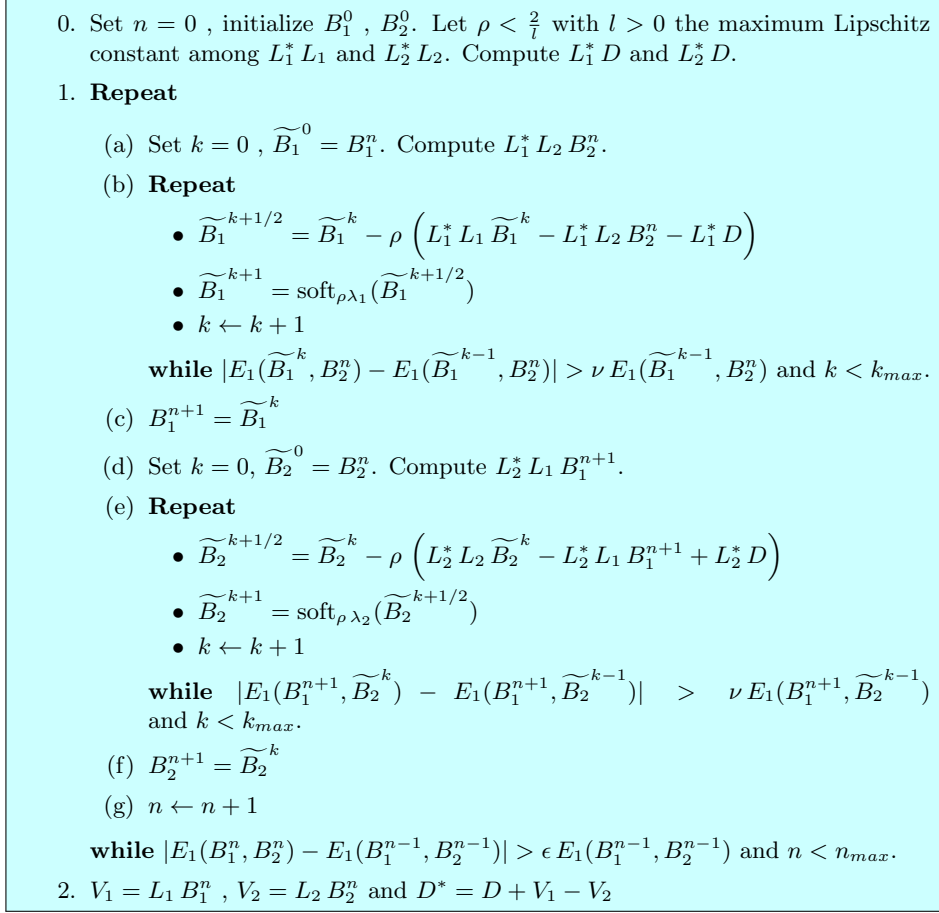 0. Set n = 0 , initialize B_1^0 , B_2^0. Let ρ < \frac{2}{l} with l > 0 the maximum Lipschitz
constant among L_1^* L_1 and L_2^* L_2. Compute L_1^* D and L_2^* D.
1. Repeat
(a) Set k = 0 , \widetilde{B_1}^0 = B_1^n. Compute L_1^* L_2 B_2^n.
(b) Repeat
• \widetilde{B_1}^{k+1/2} = \widetilde{B_1}^k − ρ ( L_1^* L_1 \widetilde{B_1}^k − L_1^* L_2 B_2^n − L_1^* D )
• \widetilde{B_1}^{k+1} = soft_{ρλ_1}(\widetilde{B_1}^{k+1/2})
• k ← k + 1
while |E_1(\widetilde{B_1}^k, B_2^n) − E_1(\widetilde{B_1}^{k−1}, B_2^n)| > ν E_1(\widetilde{B_1}^{k−1}, B_2^n) and k < k_{max}.
(c) B_1^{n+1} = \widetilde{B_1}^k
(d) Set k = 0, \widetilde{B_2}^0 = B_2^n. Compute L_2^* L_1 B_1^{n+1}.
(e) Repeat
• \widetilde{B_2}^{k+1/2} = \widetilde{B_2}^k − ρ ( L_2^* L_2 \widetilde{B_2}^k − L_2^* L_1 B_1^{n+1} + L_2^* D )
• \widetilde{B_2}^{k+1} = soft_{ρ λ_2}(\widetilde{B_2}^{k+1/2})
• k ← k + 1
while |E_1(B_1^{n+1}, \widetilde{B_2}^k) − E_1(B_1^{n+1}, \widetilde{B_2}^{k−1})| > ν E_1(B_1^{n+1}, \widetilde{B_2}^{k−1})
and k < k_{max}.
(f) B_2^{n+1} = \widetilde{B_2}^k
(g) n ← n + 1
while |E_1(B_1^n, B_2^n) − E_1(B_1^{n−1}, B_2^{n−1})| > ϵ E_1(B_1^{n−1}, B_2^{n−1}) and n < n_{max}.
2. V_1 = L_1 B_1^n , V_2 = L_2 B_2^n and D^* = D + V_1 − V_2